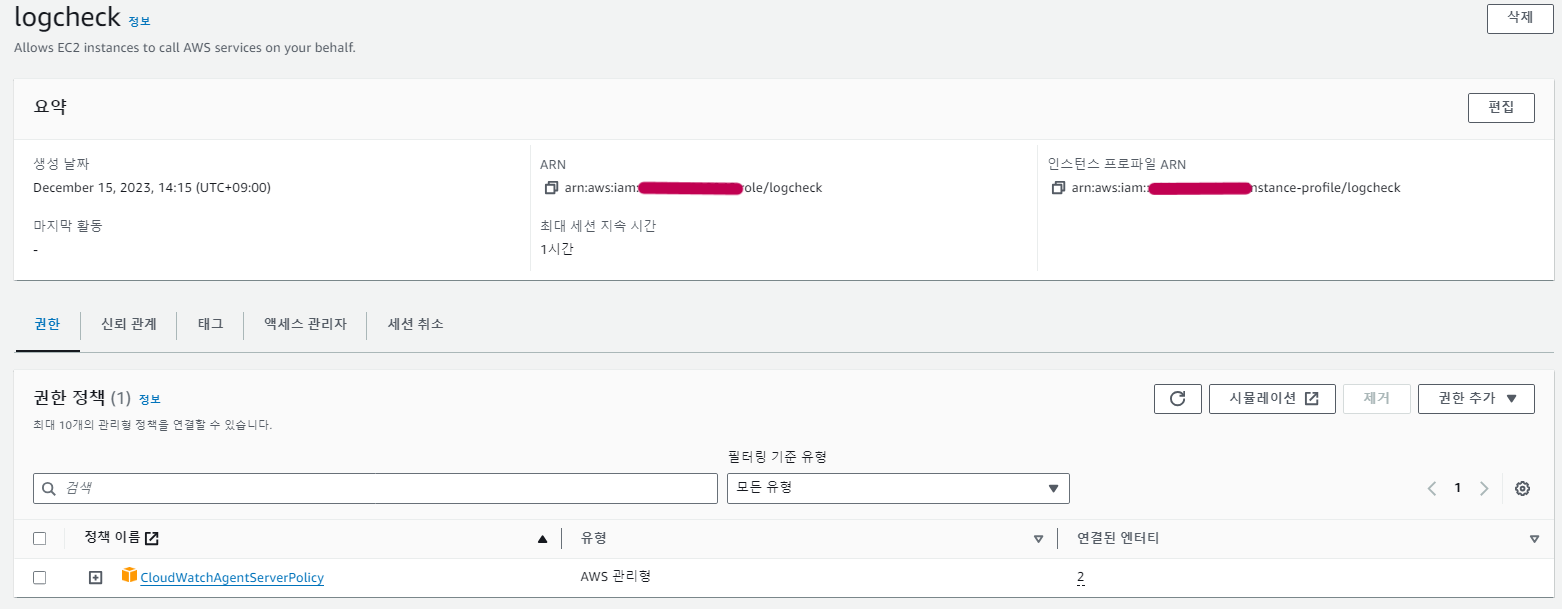 logcheck 정보
삭제
Allows EC2 instances to call AWS services on your behalf.
요약
편집
생성 날짜
December 15, 2023, 14:15 (UTC+09:00)
마지막 활동
-
ARN
arn:aws:iam: ole/logcheck
최대 세션 지속 시간
1시간
인스턴스 프로파일 ARN
arn:aws:iam:: nstance-profile/logcheck
권한
신뢰 관계
태그
액세스 관리자
세션 취소
권한 정책 (1) 정보
최대 10개의 관리형 정책을 연결할 수 있습니다.
시뮬레이션
제거
권한 추가
필터링 기준 유형
검색
모든 유형
1
정책 이름
유형
연결된 엔터티
CloudWatchAgentServerPolicy
AWS 관리형
2